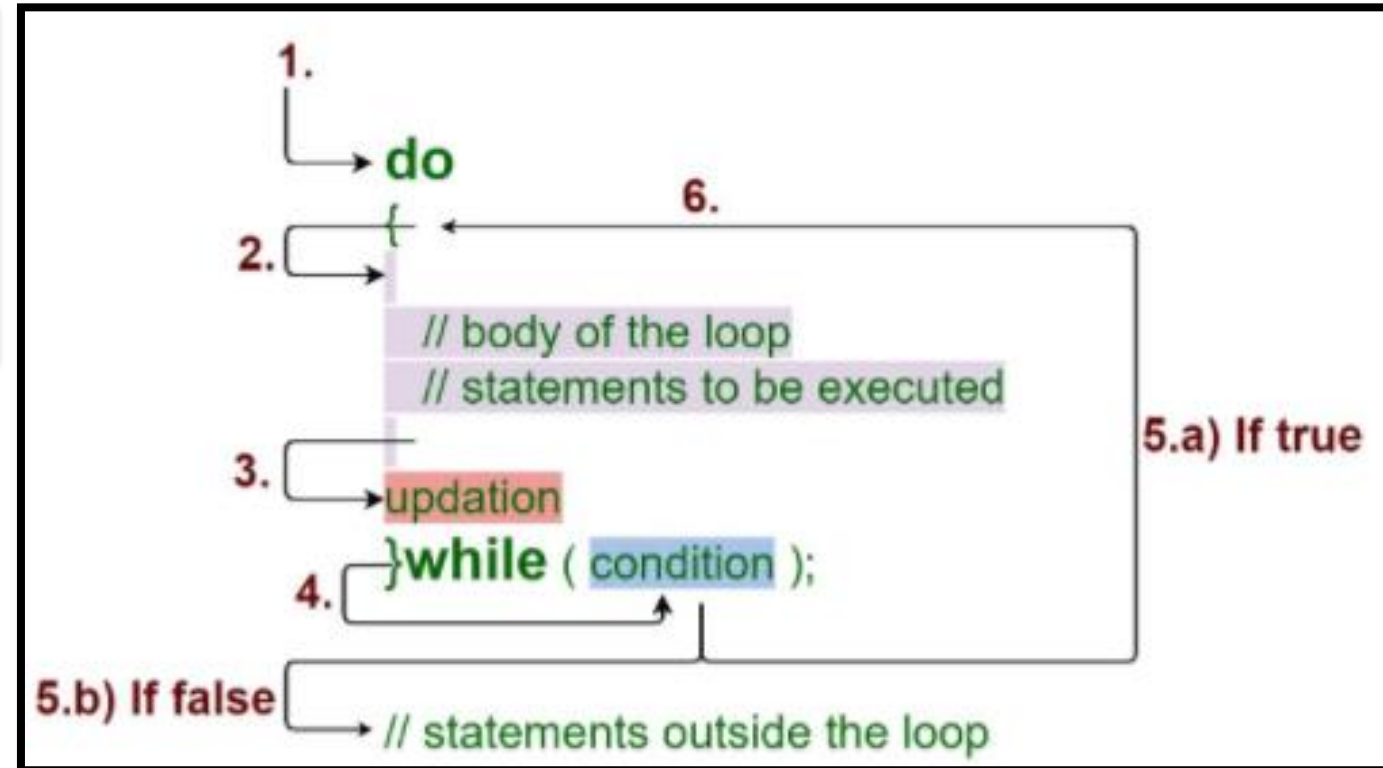 1.
do
6.
{
2.
// body of the loop
// statements to be executed
5.a) If true
3.
updation
}while ( condition );
4.
5.b) If false
// statements outside the loop